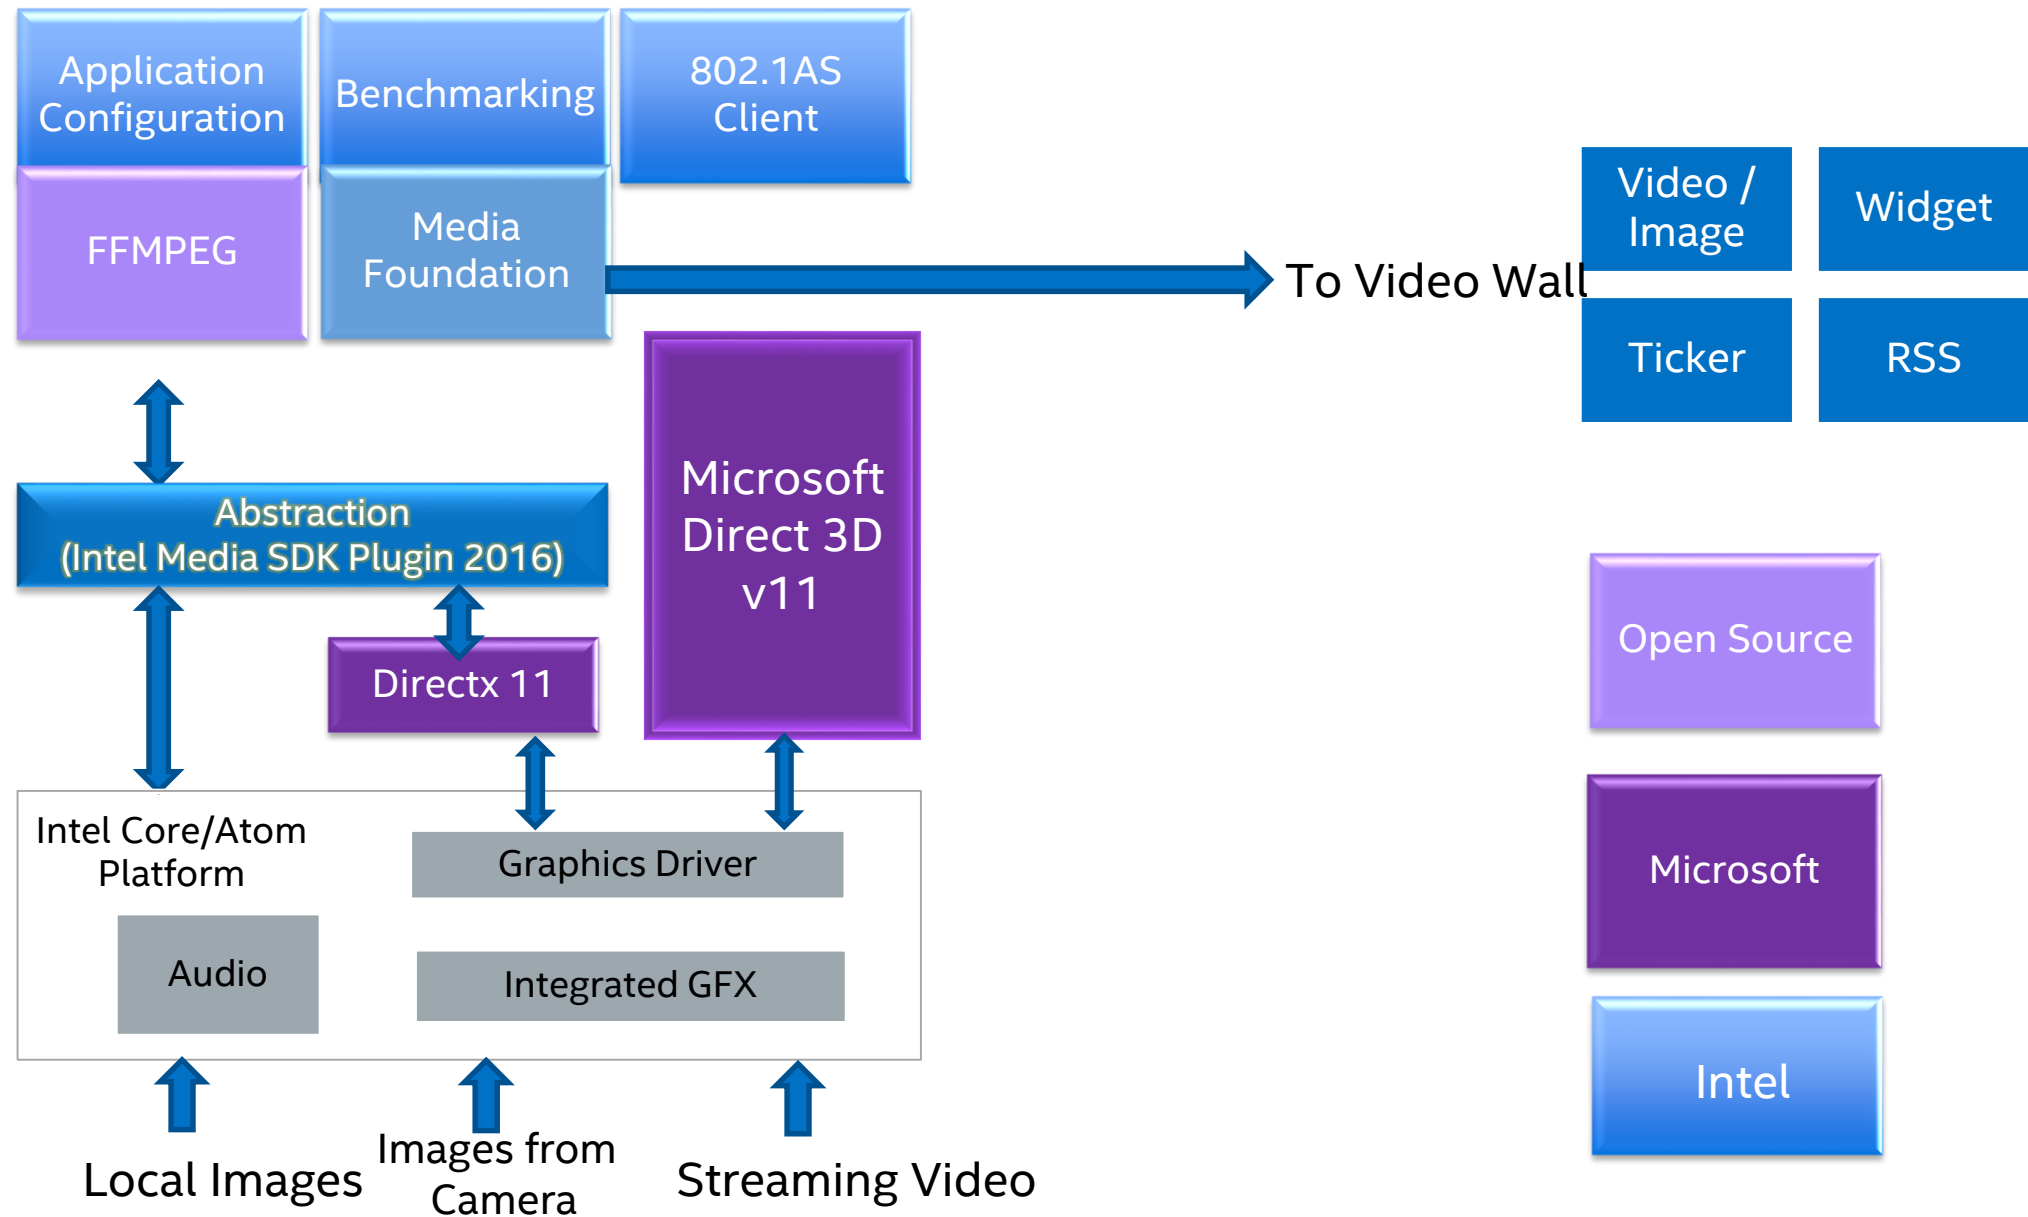 Application
Configuration
Benchmarking
802.1AS
Client
FFMPEG
Media
Foundation
To Video Wall
Video /
Image
Widget
Ticker
RSS
Microsoft
Direct 3D
v11
Abstraction
(Intel Media SDK Plugin 2016)
Directx 11
Intel Core/Atom
Platform
Graphics Driver
Audio
Integrated GFX
Local Images
Images from
Camera
Streaming Video
Open Source
Microsoft
Intel